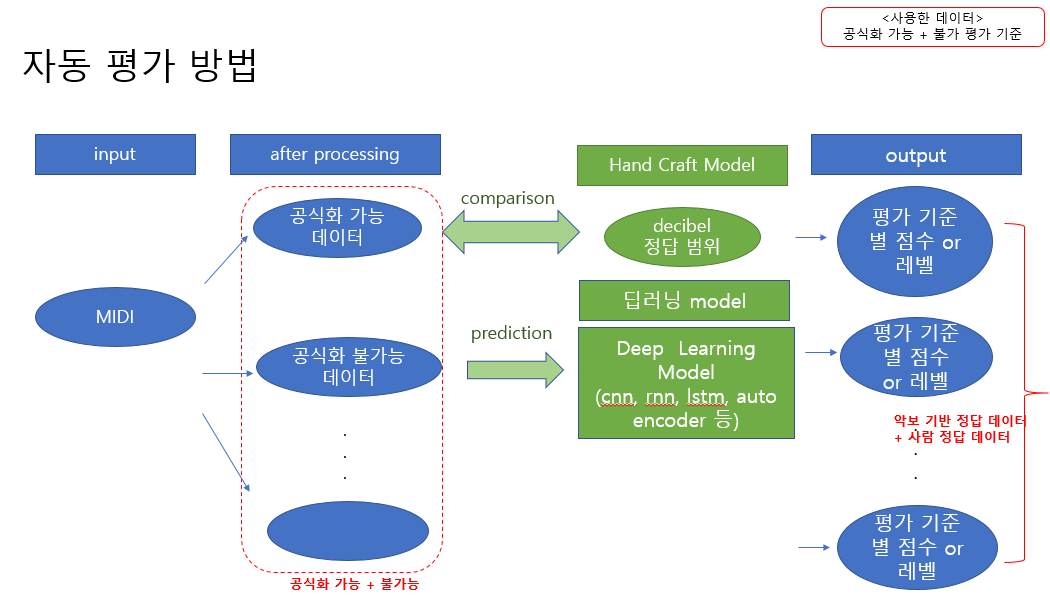 <사용한 데이터>
공식화 가능 + 불가 평가 기준
자동 평가 방법
input
after processing
Hand Craft Model
output
comparison
공식화 가능
데이터
decibel
정답 범위
평가 기준
별 점수 or
레벨
MIDI
딥러닝 model
prediction
공식화 불가능
데이터
Deep Learning
Model
(cnn, rnn, lstm, auto
encoder 등)
평가 기준
별 점수
or 레벨
악보 기반 정답 데이터
+ 사람 정답 데이터
.
.
.
.
.
.
평가 기준
별 점수 or
레벨
공식화 가능 + 불가능